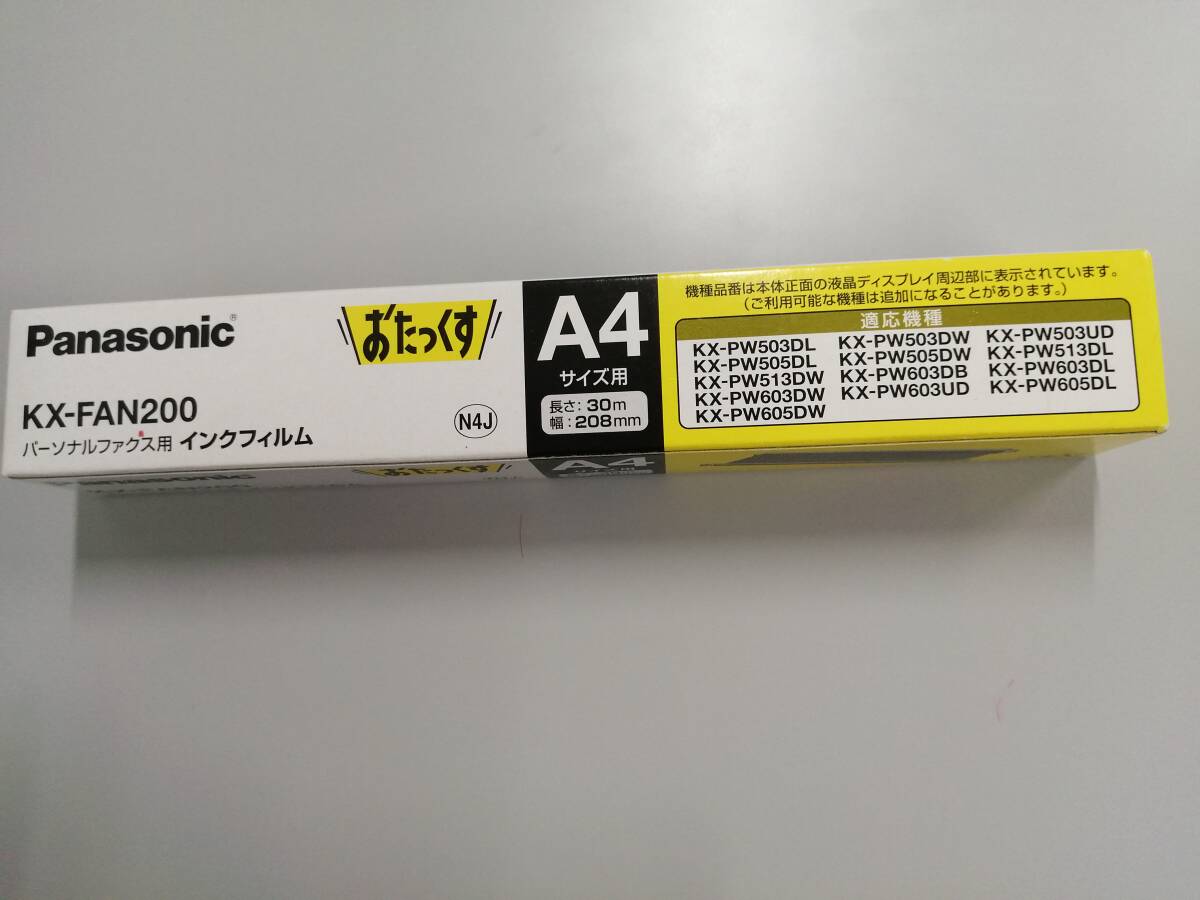 Panasonic®
KX-FAN200
パーソナルファクス用 インクフィルム
おたっくす
N4J
A4
サイズ用
長さ:30m
幅:208mm
機種品番は本体正面の液晶ディスプレイ周辺部に表示されています。
(ご利用可能な機種は追加になることがあります。)
適応機種
KX-PW503DL KX-PW503DW KX-PW503UD
KX-PW505DL KX-PW505DW KX-PW513DL
KX-PW513DW KX-PW603DB KX-PW603DL
KX-PW603DW KX-PW603UD KX-PW605DL
KX-PW605DW
Panasonic
おたっくす
A4